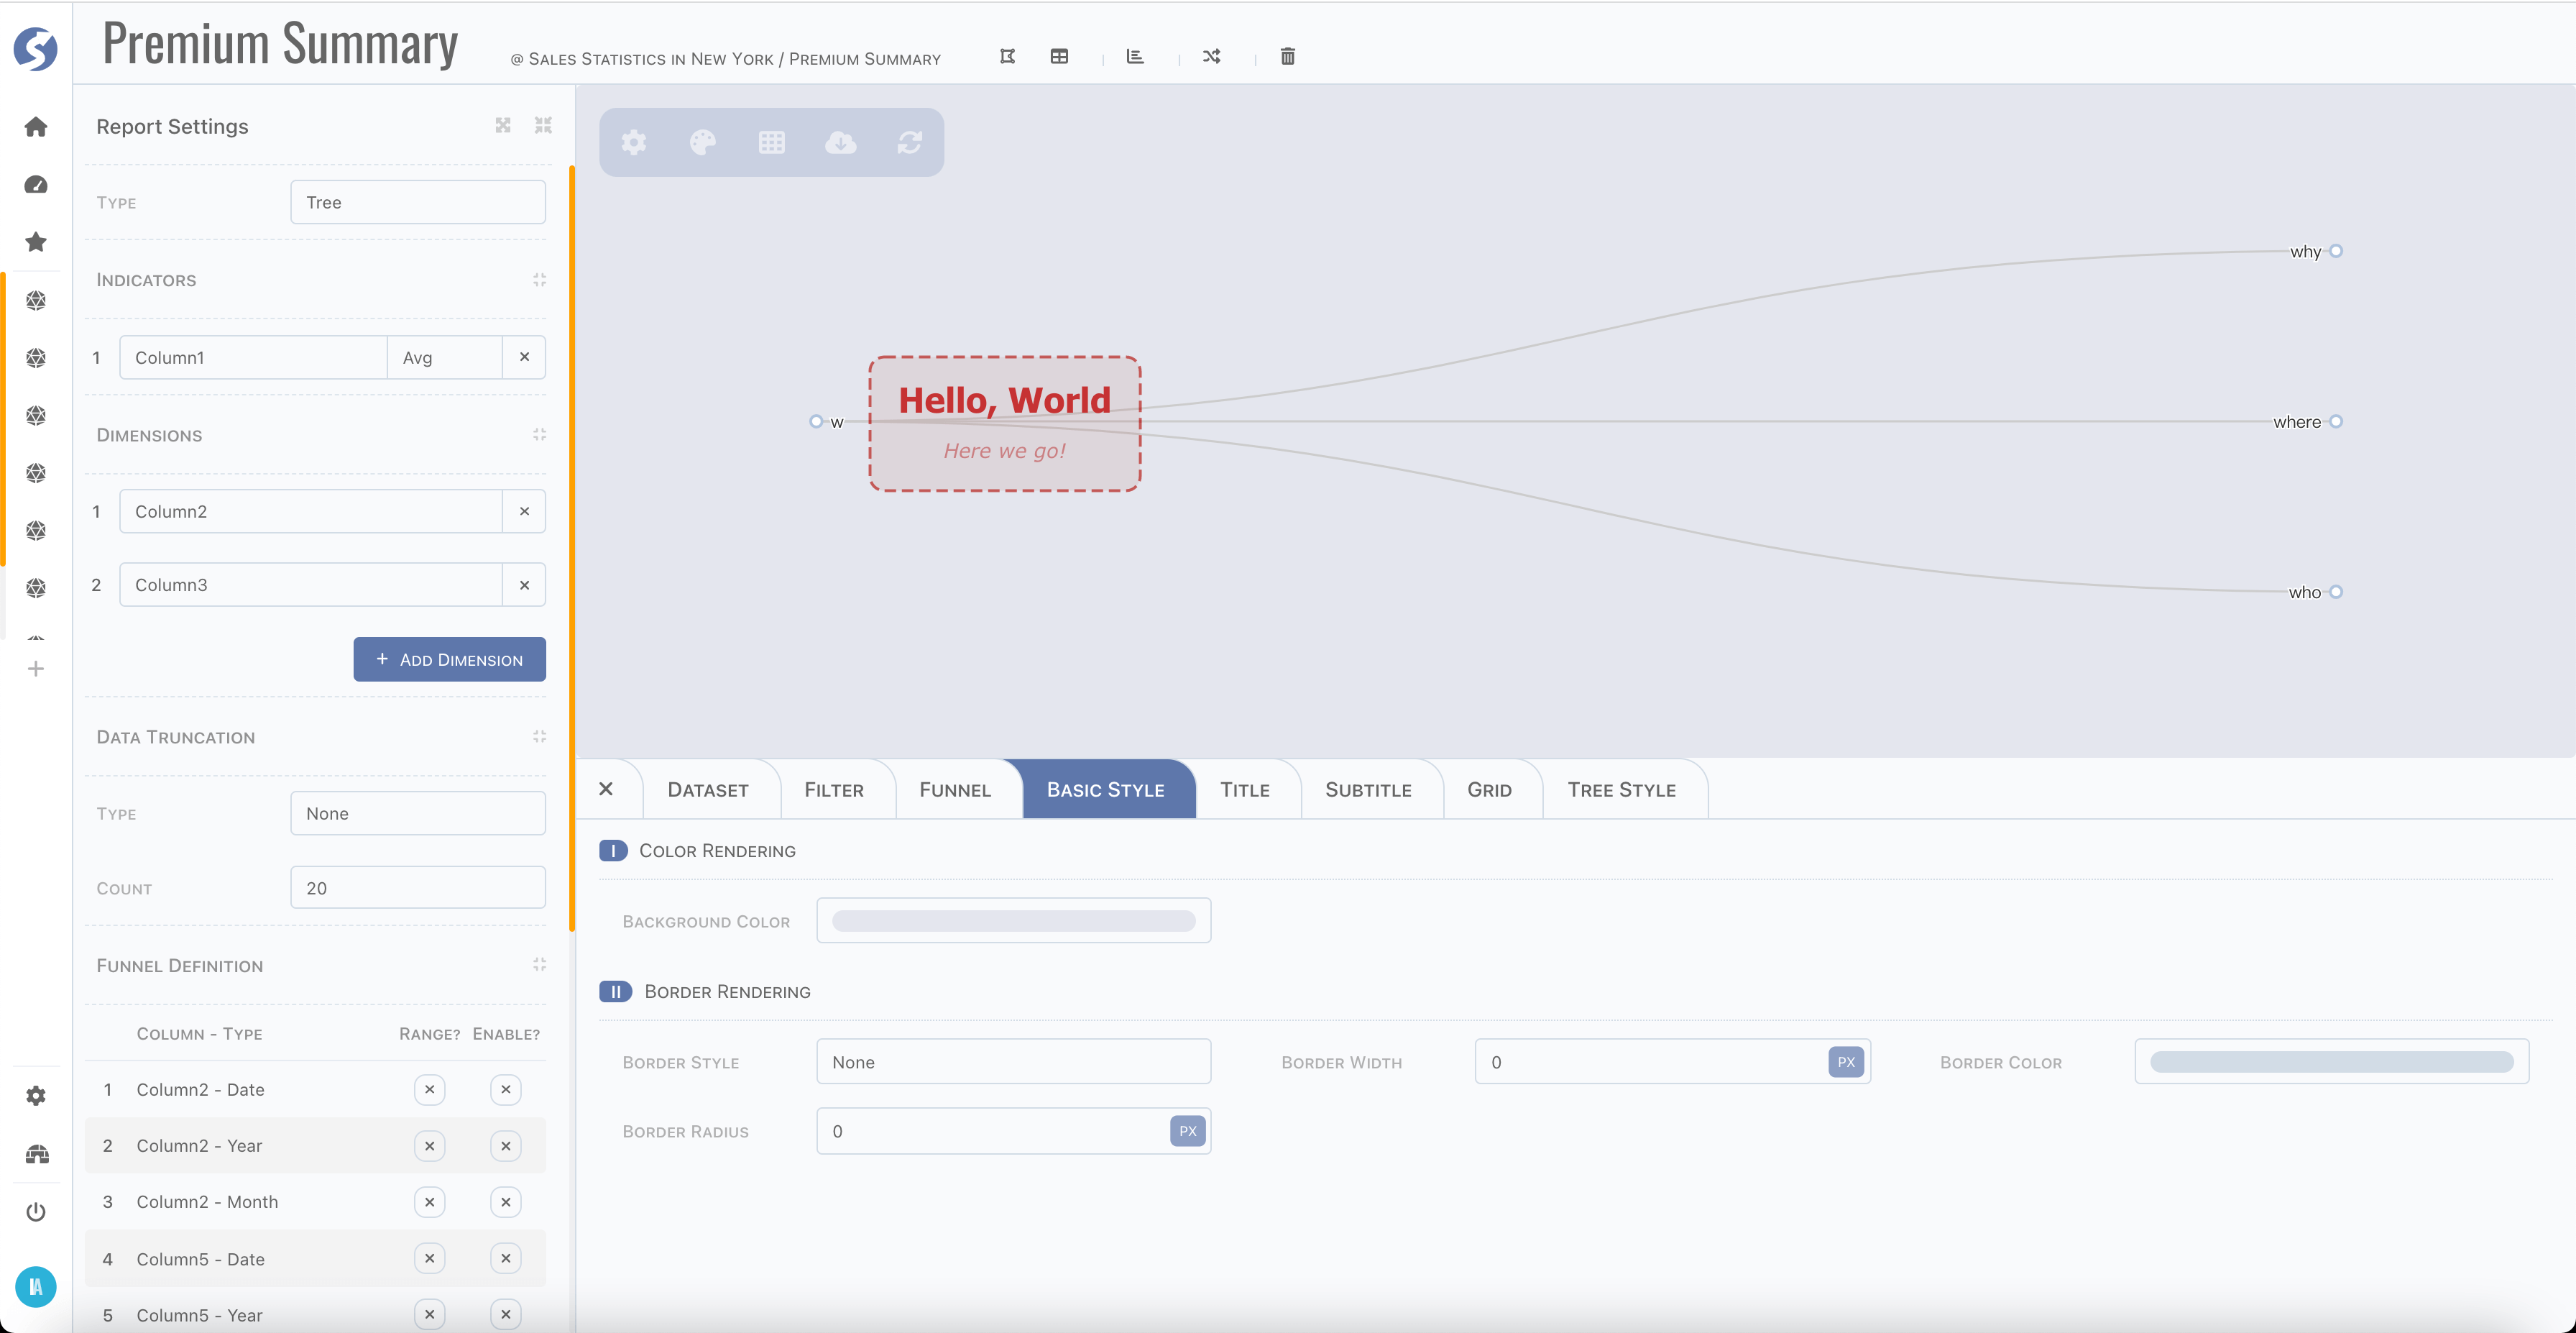 Premium Summary
@ Sales Statistics in New York / Premium Summary
Report Settings
Type
Tree
Indicators
1
Column1
Avg
Dimensions
1
Column2
2
Column3
+ Add Dimension
Data Truncation
Type
None
Count
20
Funnel Definition
Column - Type
Range?
Enable?
1
Column2 - Date
2
Column2 - Year
3
Column2 - Month
4
Column5 - Date
5
Column5 - Year
IA
why
Hello, World
w
where
Here we go!
who
Dataset
Filter
Funnel
Basic Style
Title
Subtitle
Grid
Tree Style
I
Color Rendering
Background Color
II
Border Rendering
Border Style
None
Border Width
0
PX
Border Color
Border Radius
0
PX